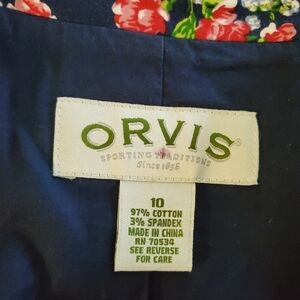 ORVIS®
SPORTING TRADITIONS
Since 1856
10
97% COTTON
3% SPANDEX
MADE IN CHINA
RN 70534
SEE REVERSE
FOR CARE